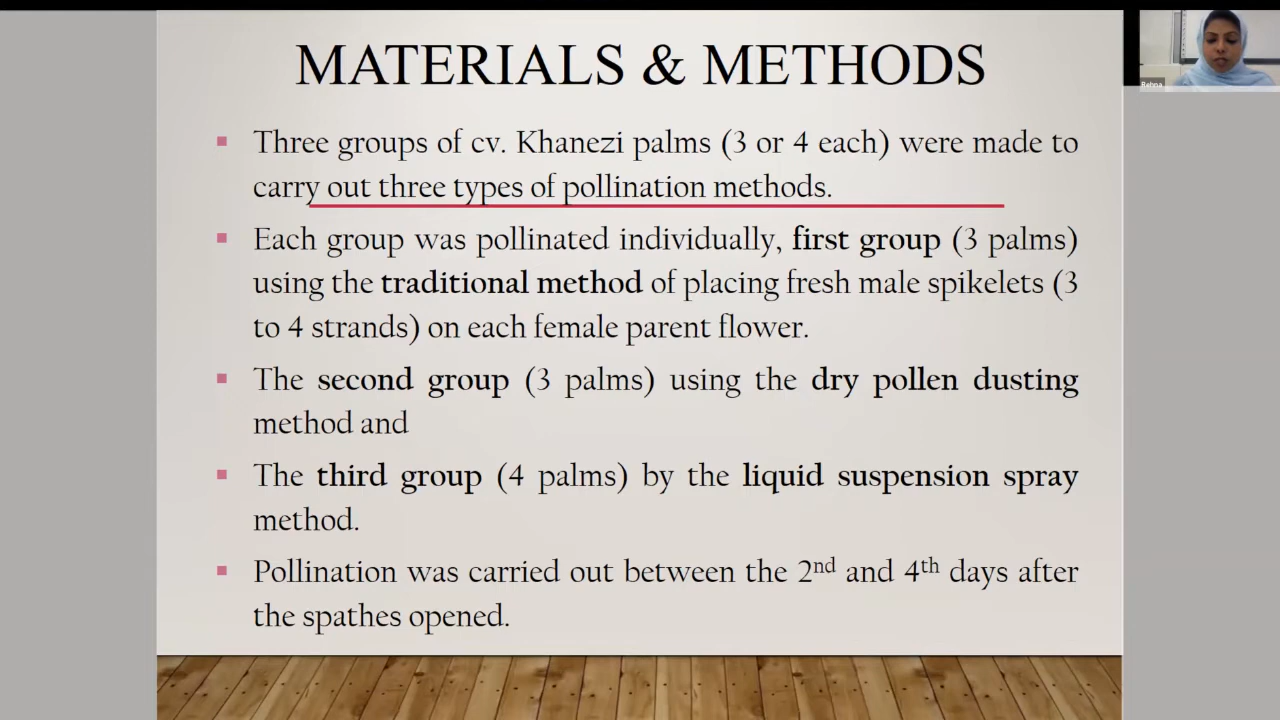 MATERIALS & METHODS
Three groups of cv. Khanezi palms (3 or 4 each) were made to
carry out three types of pollination methods.
Each group was pollinated individually, first group (3 palms)
using the traditional method of placing fresh male spikelets (3
to 4 strands) on each female parent flower.
The second group (3 palms) using the dry pollen dusting
method and
The third group (4 palms) by the liquid suspension spray
method.
Pollination was carried out between the 2nd and 4th days after
the spathes opened.